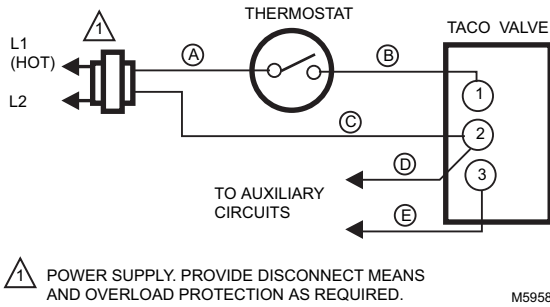 THERMOSTAT
TACO VALVE
1
L1
(HOT)
L2
A
B
C
D
E
1
2
3
TO AUXILIARY
CIRCUITS
1 POWER SUPPLY. PROVIDE DISCONNECT MEANS
AND OVERLOAD PROTECTION AS REQUIRED.
M5958